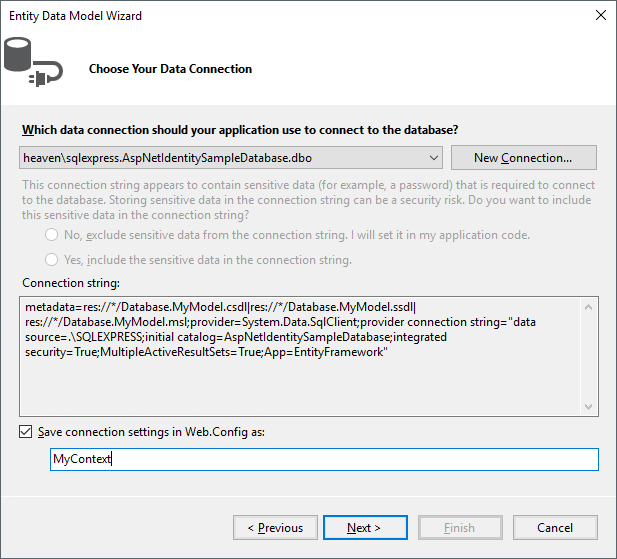 Entity Data Model Wizard
Choose Your Data Connection
Which data connection should your application use to connect to the database?
heaven\sqlexpress.AspNetIdentitySampleDatabase.dbo
New Connection...
This connection string appears to contain sensitive data (for example, a password) that is required to connect
to the database. Storing sensitive data in the connection string can be a security risk. Do you want to include
this sensitive data in the connection string?
No, exclude sensitive data from the connection string. I will set it in my application code.
Yes, include the sensitive data in the connection string.
Connection string:
metadata=res://*/Database.MyModel.csdl|res://*/Database.MyModel.ssdl|
res://*/Database.MyModel.msl;provider=System.Data.SqlClient;provider connection string="data
source=.\SQLEXPRESS;initial catalog=AspNetIdentitySampleDatabase;integrated
security=True;MultipleActiveResultSets=True;App=EntityFramework"
Save connection settings in Web.Config as:
MyContext
< Previous
Next >
Finish
Cancel